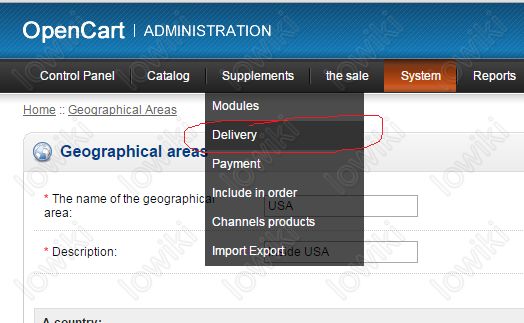 OpenCart | ADMINISTRATION
Control Panel Catalog Supplements the sale System Reports
Home :: Geographical Areas
Modules
Delivery
Geographical areas
Payment
* The name of the geographical area:
USA
Include in order
Channels products
* Description:
Import Export
de USA
A country:
lowiki